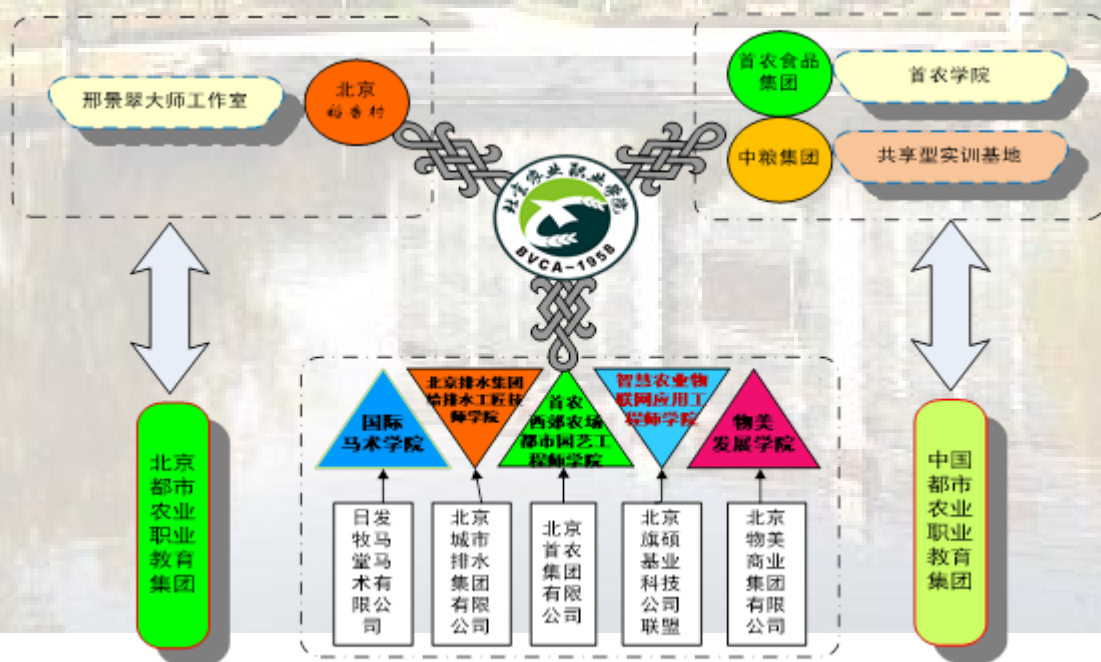 邢景翠大师工作室
北京
稻香村
首农食品
集团
首农学院
中粮集团
共享型实训基地
北京农业职业学院
BVCA-1958
国际
马术学院
北京排水集团
给排水工匠技
师学院
首农
西郊农场
都市园艺工
程师学院
智慧农业物
联网应用工
程师学院
物美
发展学院
北京
都市
农业
职业
教育
集团
日发
牧马
堂马
术有
限公
司
北京
城市
排水
集团
有限
公司
北京
首农
集团
有限
公司
北京
旗硕
基业
科技
公司
联盟
北京
物美
商业
集团
有限
公司
中国
都市
农业
职业
教育
集团